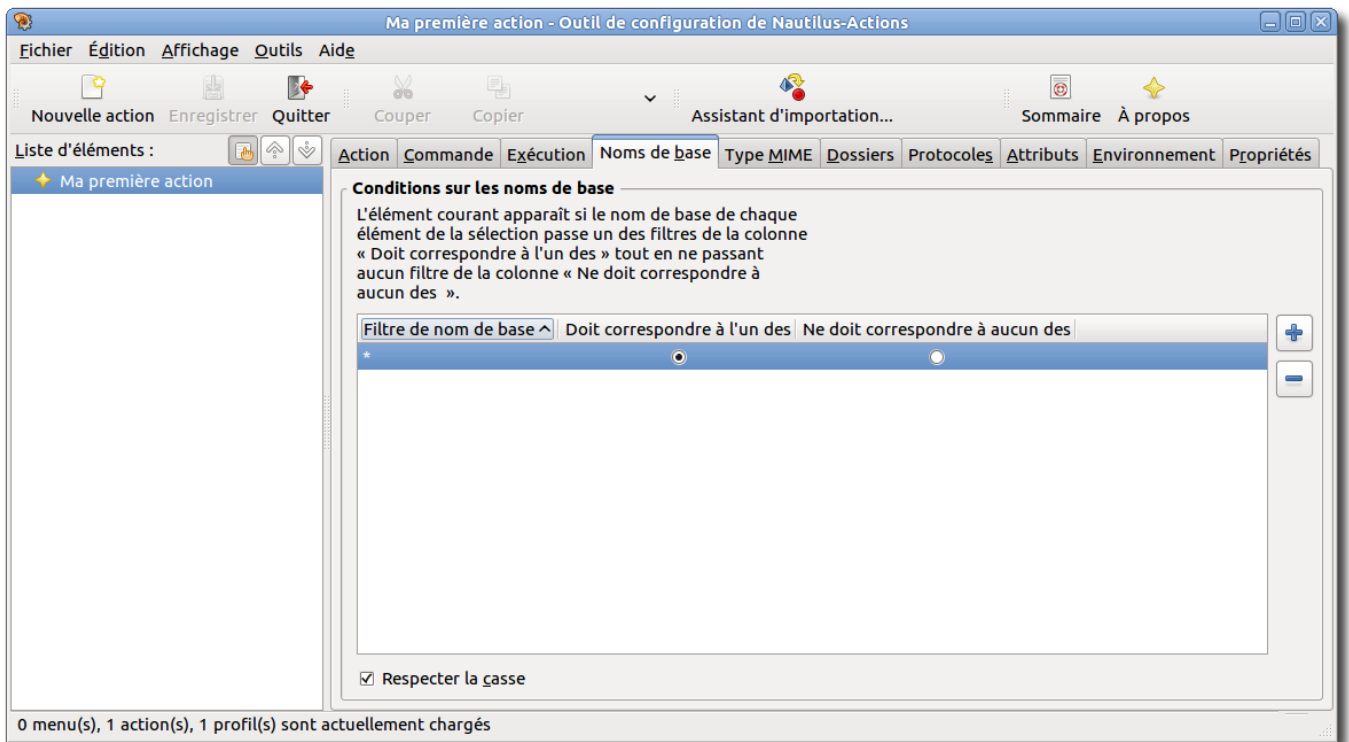 Ma première action - Outil de configuration de Nautilus-Actions
Fichier Édition Affichage Outils Aide
Nouvelle action Enregistrer Quitter Couper Copier Assistant d'importation... Sommaire À propos
Liste d'éléments :
Action Commande Exécution Noms de base Type MIME Dossiers Protocoles Attributs Environnement Propriétés
Ma première action
Conditions sur les noms de base
L'élément courant apparaît si le nom de base de chaque
élément de la sélection passe un des filtres de la colonne
« Doit correspondre à l'un des » tout en ne passant
aucun filtre de la colonne « Ne doit correspondre à
aucun des  ».
Filtre de nom de base Doit correspondre à l'un des Ne doit correspondre à aucun des
*
Respecter la casse
0 menu(s), 1 action(s), 1 profil(s) sont actuellement chargés